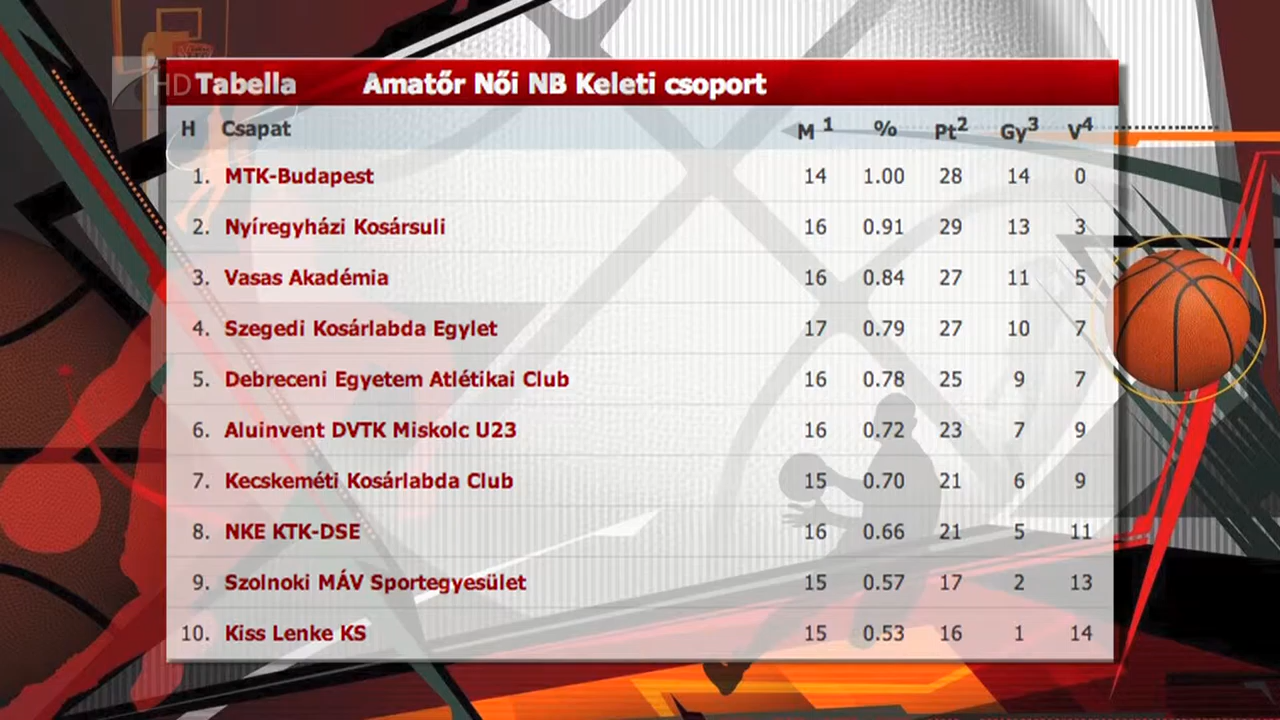 HD
Tabella Amatőr Női NB Keleti csoport
H Csapat M 1 % Pt2 Gy3 V4
1. MTK-Budapest 14 1.00 28 14 0
2. Nyíregyházi Kosársuli 16 0.91 29 13 3
3. Vasas Akadémia 16 0.84 27 11 5
4. Szegedi Kosárlabda Egylet 17 0.79 27 10 7
5. Debreceni Egyetem Atlétikai Club 16 0.78 25 9 7
6. Aluinvent DVTK Miskolc U23 16 0.72 23 7 9
7. Kecskeméti Kosárlabda Club 15 0.70 21 6 9
8. NKE KTK-DSE 16 0.66 21 5 11
9. Szolnoki MÁV Sportegyesület 15 0.57 17 2 13
10. Kiss Lenke KS 15 0.53 16 1 14